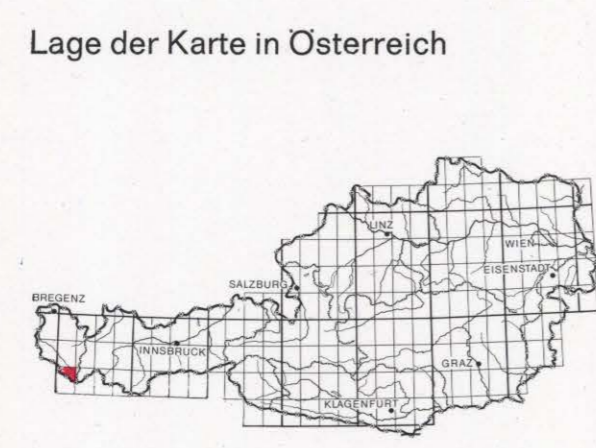 Lage der Karte in Österreich
LINZ
WIEN
EISENSTADT
SALZBURG
BREGENZ
INNSBRUCK
GRAZ
KLAGENFURT